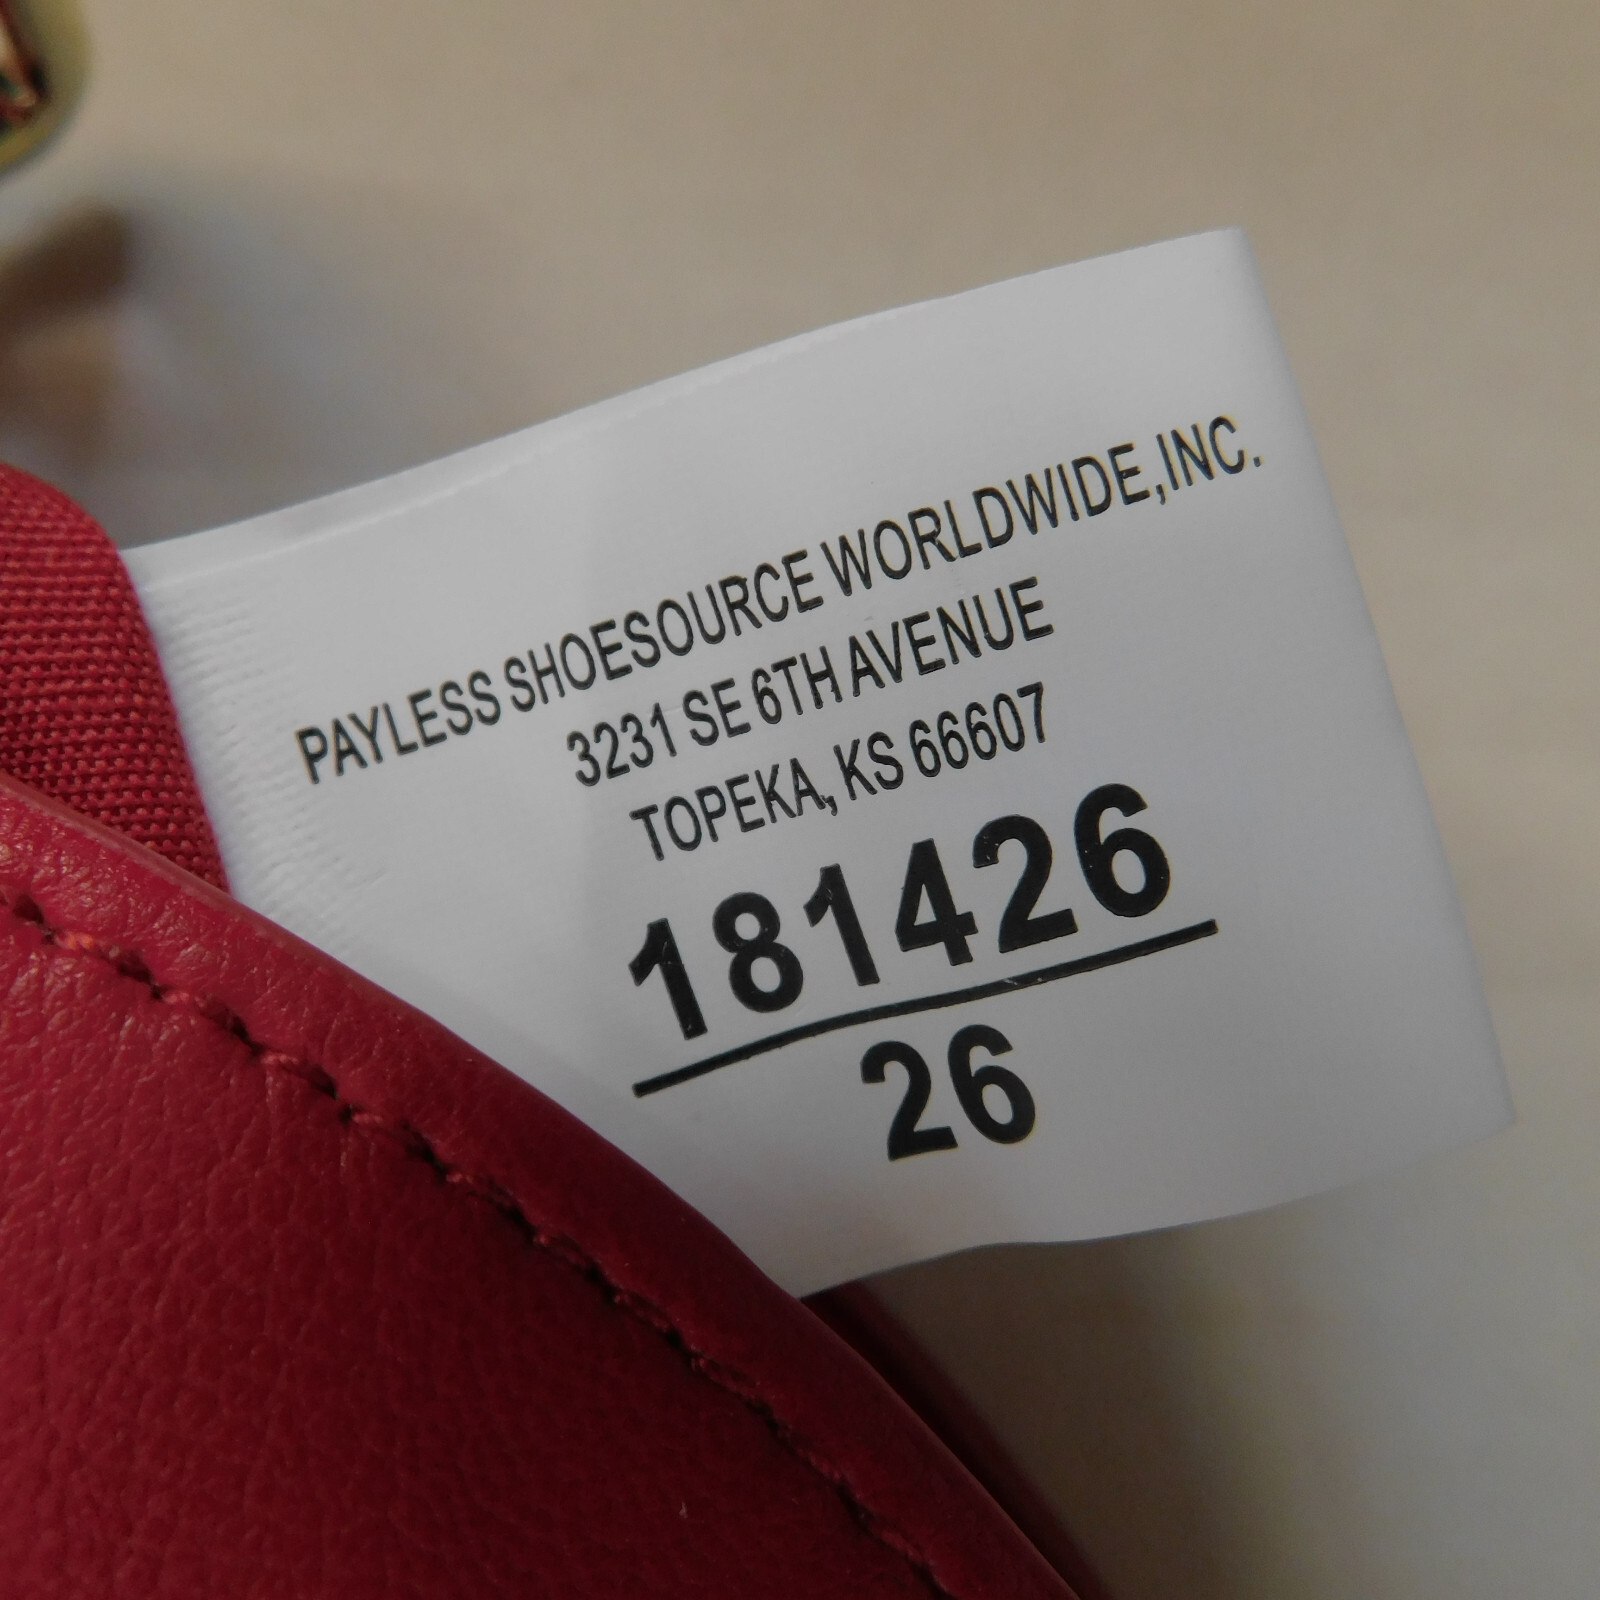 PAYLESS SHOESOURCE WORLDWIDE,INC.
3231 SE 6TH AVENUE
TOPEKA, KS 66607
181426
26